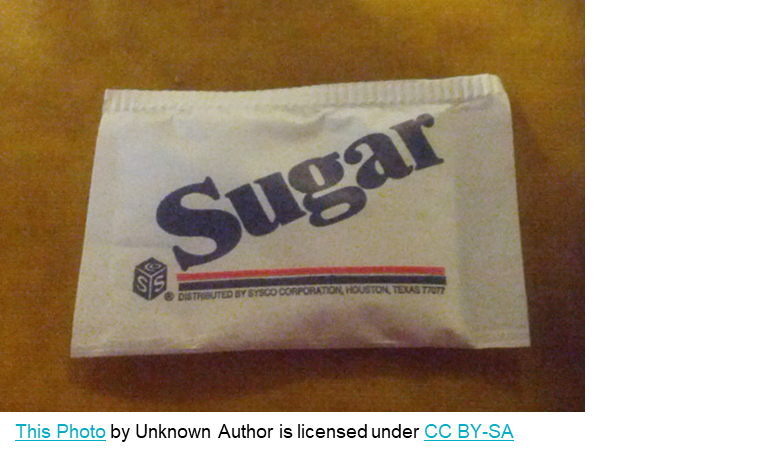 Sugar
® DISTRIBUTED BY SYSCO CORPORATION, HOUSTON, TEXAS 77077
This Photo by Unknown Author is licensed under CC BY-SA